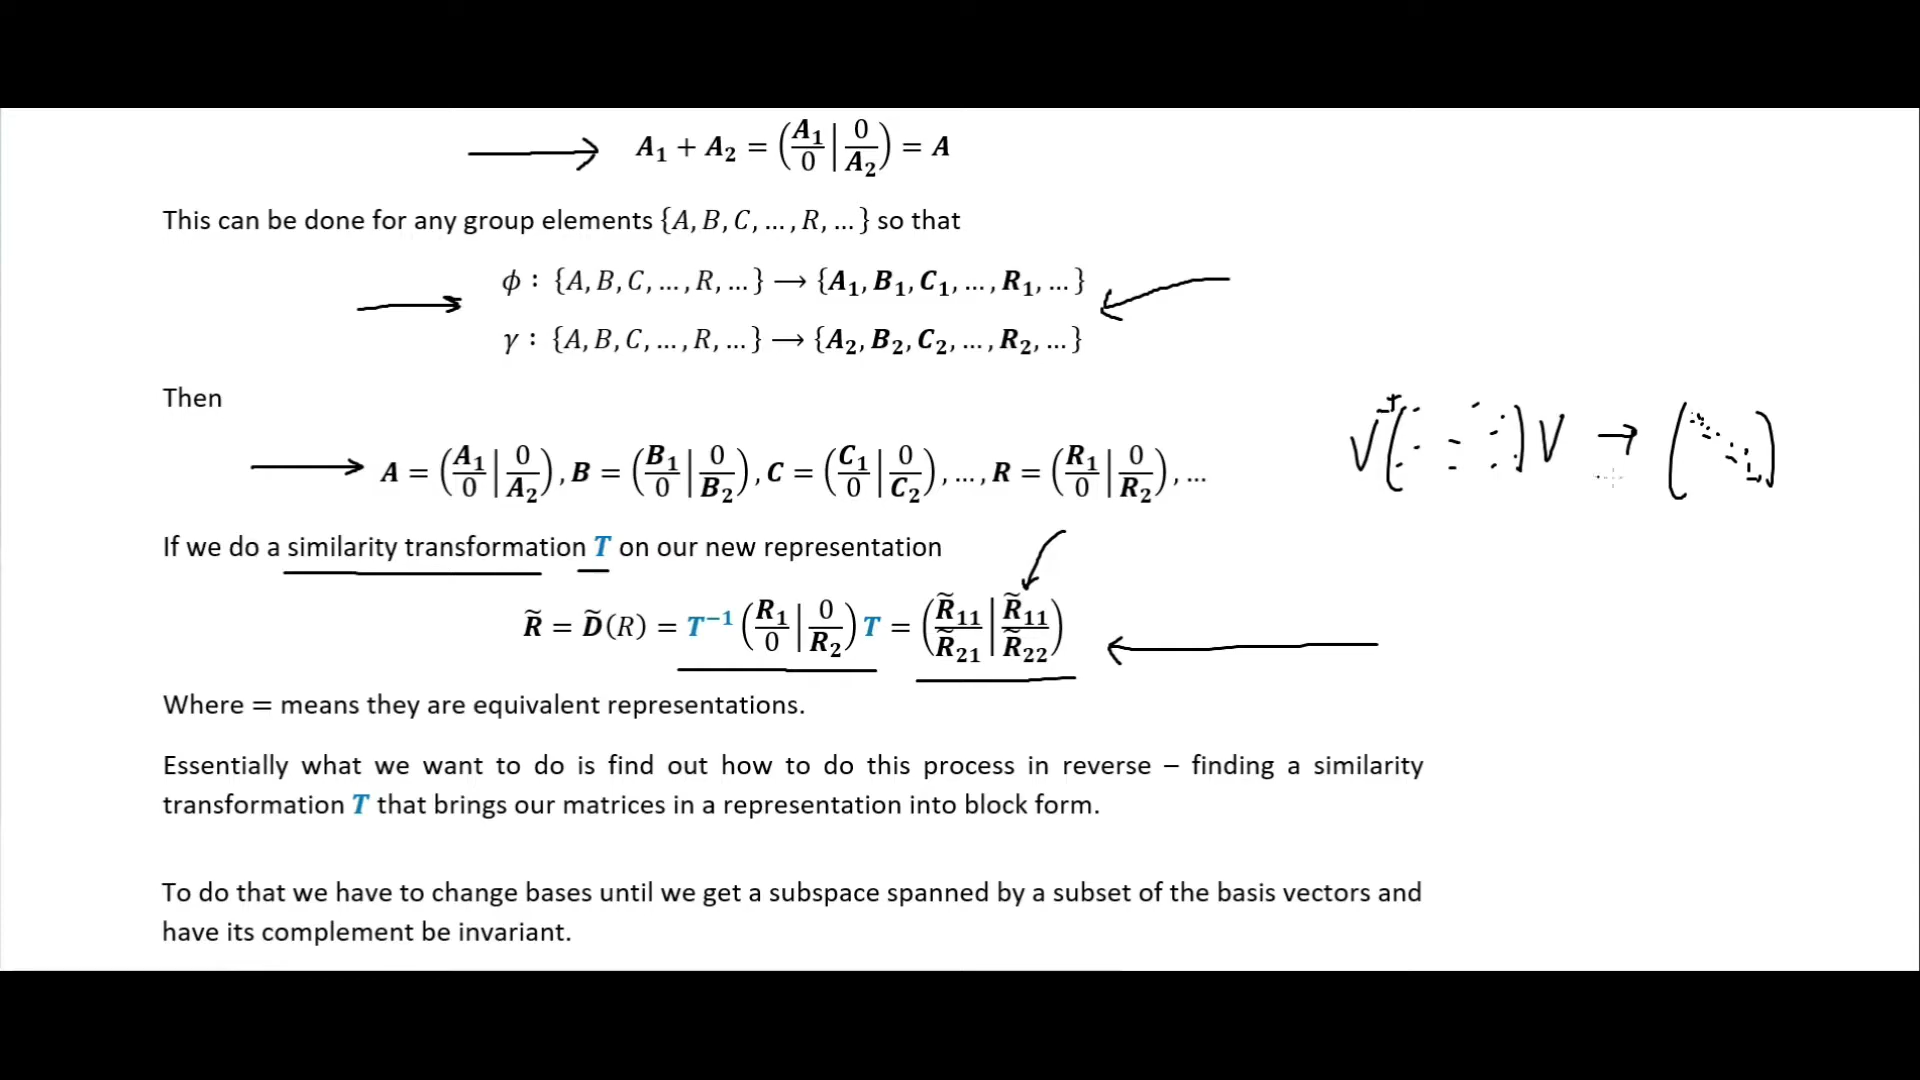 A₁ + A₂ = (A₁ | 0 / 0 | A₂) = A
This can be done for any group elements {A, B, C, … , R, … } so that
ϕ : {A, B, C, … , R, … } ⟶ {A₁, B₁, C₁, … , R₁, … }
γ : {A, B, C, … , R, … } ⟶ {A₂, B₂, C₂, … , R₂, … }
Then
A = (A₁ | 0 / 0 | A₂), B = (B₁ | 0 / 0 | B₂), C = (C₁ | 0 / 0 | C₂), … , R = (R₁ | 0 / 0 | R₂), …
V⁻¹( )V → ( )
If we do a similarity transformation T on our new representation
R̃ = D̃(R) = T⁻¹ (R₁ | 0 / 0 | R₂) T = (R̃₁₁ | R̃₁₁ / R̃₂₁ | R̃₂₂)
Where = means they are equivalent representations.
Essentially what we want to do is find out how to do this process in reverse – finding a similarity
transformation T that brings our matrices in a representation into block form.
To do that we have to change bases until we get a subspace spanned by a subset of the basis vectors and
have its complement be invariant.